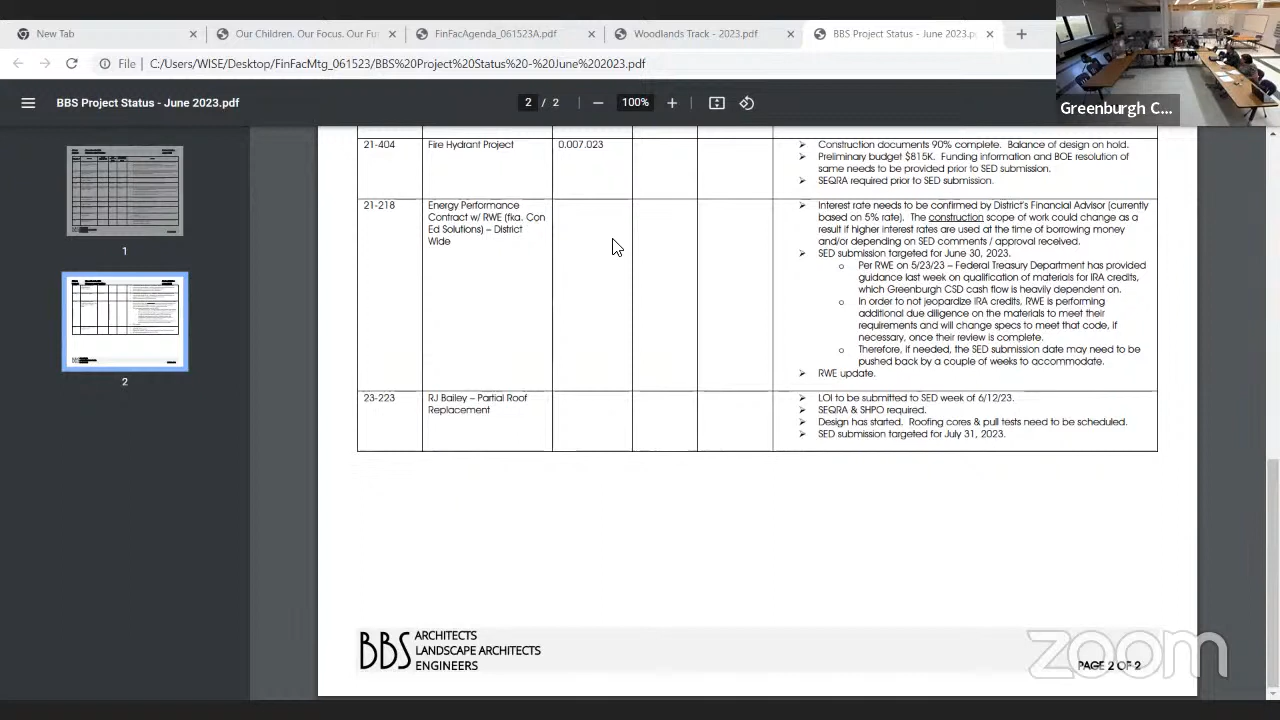 New Tab
Our Children. Our Focus. Our Fu
FinFacAgenda_061523A.pdf
Woodlands Track - 2023.pdf
BBS Project Status - June 2023.p
File
C:/Users/WISE/Desktop/FinFacMtg_061523/BBS%20Project%20Status%20-%20June%202023.pdf
Greenburgh C...
BBS Project Status - June 2023.pdf
2 / 2
100%
1
2
21-404
Fire Hydrant Project
0.007.023
Construction documents 90% complete. Balance of design on hold.
Preliminary budget $815K. Funding information and BOE resolution of
same needs to be provided prior to SED submission.
SEQRA required prior to SED submission.
21-218
Energy Performance
Contract w/ RWE (fka. Con
Ed Solutions) – District
Wide
Interest rate needs to be confirmed by District's Financial Advisor (currently
based on 5% rate). The construction scope of work could change as a
result if higher interest rates are used at the time of borrowing money
and/or depending on SED comments / approval received.
SED submission targeted for June 30, 2023.
Per RWE on 5/23/23 – Federal Treasury Department has provided
guidance last week on qualification of materials for IRA credits,
which Greenburgh CSD cash flow is heavily dependent on.
In order to not jeopardize IRA credits, RWE is performing
additional due diligence on the materials to meet their
requirements and will change specs to meet that code, if
necessary, once their review is complete.
Therefore, if needed, the SED submission date may need to be
pushed back by a couple of weeks to accommodate.
RWE update.
23-223
RJ Bailey – Partial Roof
Replacement
LOI to be submitted to SED week of 6/12/23.
SEQRA & SHPO required.
Design has started. Roofing cores & pull tests need to be scheduled.
SED submission targeted for July 31, 2023.
BBS
ARCHITECTS
LANDSCAPE ARCHITECTS
ENGINEERS
PAGE 2 OF 2
zoom